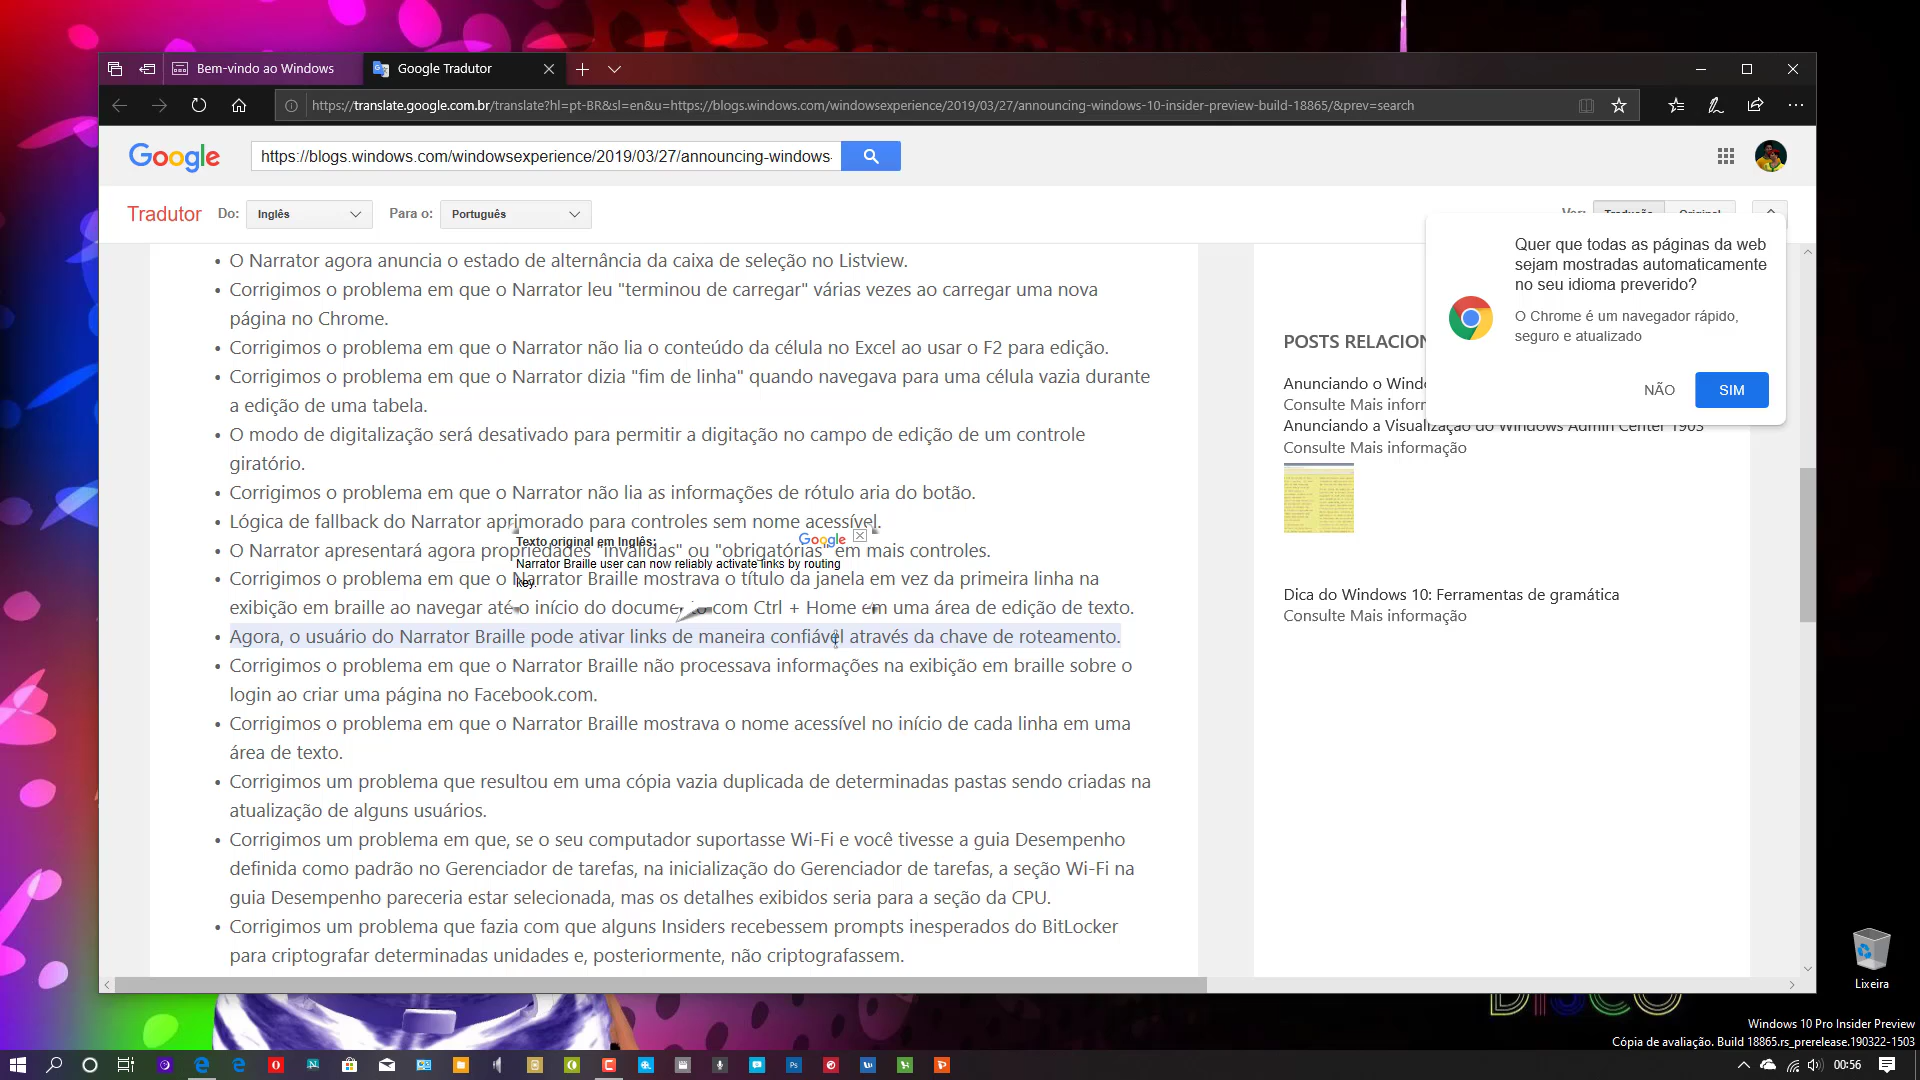 Bem-vindo ao Windows
Google Tradutor
https://translate.google.com.br/translate?hl=pt-BR&sl=en&u=https://blogs.windows.com/windowsexperience/2019/03/27/announcing-windows-10-insider-preview-build-18865/&prev=search
Google
https://blogs.windows.com/windowsexperience/2019/03/27/announcing-windows-
Tradutor
Do:
Inglês
Para o:
Português
Ver:
Tradução
Original
• O Narrator agora anuncia o estado de alternância da caixa de seleção no Listview.
• Corrigimos o problema em que o Narrator leu "terminou de carregar" várias vezes ao carregar uma nova
página no Chrome.
• Corrigimos o problema em que o Narrator não lia o conteúdo da célula no Excel ao usar o F2 para edição.
• Corrigimos o problema em que o Narrator dizia "fim de linha" quando navegava para uma célula vazia durante
a edição de uma tabela.
• O modo de digitalização será desativado para permitir a digitação no campo de edição de um controle
giratório.
• Corrigimos o problema em que o Narrator não lia as informações de rótulo aria do botão.
• Lógica de fallback do Narrator aprimorado para controles sem nome acessível.
Texto original em Inglês:
Google
• O Narrator apresentará agora propriedades "inválidas" ou "obrigatórias" em mais controles.
Narrator Braille user can now reliably activate links by routing
key.
• Corrigimos o problema em que o Narrator Braille mostrava o título da janela em vez da primeira linha na
exibição em braille ao navegar até o início do documento com Ctrl + Home em uma área de edição de texto.
• Agora, o usuário do Narrator Braille pode ativar links de maneira confiável através da chave de roteamento.
• Corrigimos o problema em que o Narrator Braille não processava informações na exibição em braille sobre o
login ao criar uma página no Facebook.com.
• Corrigimos o problema em que o Narrator Braille mostrava o nome acessível no início de cada linha em uma
área de texto.
• Corrigimos um problema que resultou em uma cópia vazia duplicada de determinadas pastas sendo criadas na
atualização de alguns usuários.
• Corrigimos um problema em que, se o seu computador suportasse Wi-Fi e você tivesse a guia Desempenho
definida como padrão no Gerenciador de tarefas, na inicialização do Gerenciador de tarefas, a seção Wi-Fi na
guia Desempenho pareceria estar selecionada, mas os detalhes exibidos seria para a seção da CPU.
• Corrigimos um problema que fazia com que alguns Insiders recebessem prompts inesperados do BitLocker
para criptografar determinadas unidades e, posteriormente, não criptografassem.
Quer que todas as páginas da web
sejam mostradas automaticamente
no seu idioma preverido?
O Chrome é um navegador rápido,
seguro e atualizado
NÃO
SIM
POSTS RELACION
Anunciando o Windo
Consulte Mais inform
Anunciando a Visualização do Windows Admin Center 1903
Consulte Mais informação
Dica do Windows 10: Ferramentas de gramática
Consulte Mais informação
Lixeira
DISCO
Windows 10 Pro Insider Preview
Cópia de avaliação. Build 18865.rs_prerelease.190322-1503
00:56